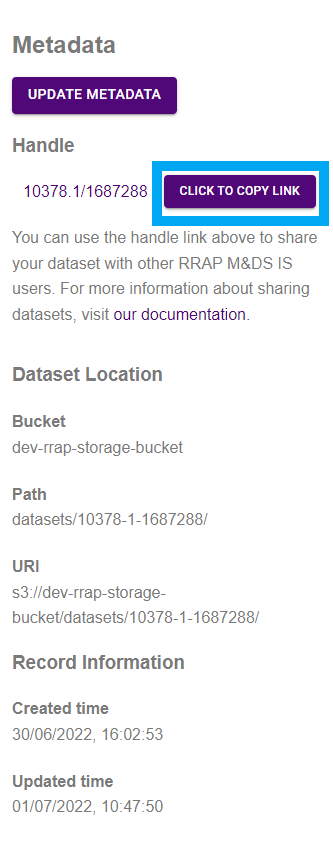 Metadata
UPDATE METADATA
Handle
10378.1/1687288 CLICK TO COPY LINK
You can use the handle link above to share
your dataset with other RRAP M&DS IS
users. For more information about sharing
datasets, visit our documentation.
Dataset Location
Bucket
dev-rrap-storage-bucket
Path
datasets/10378-1-1687288/
URI
s3://dev-rrap-storage-
bucket/datasets/10378-1-1687288/
Record Information
Created time
30/06/2022, 16:02:53
Updated time
01/07/2022, 10:47:50